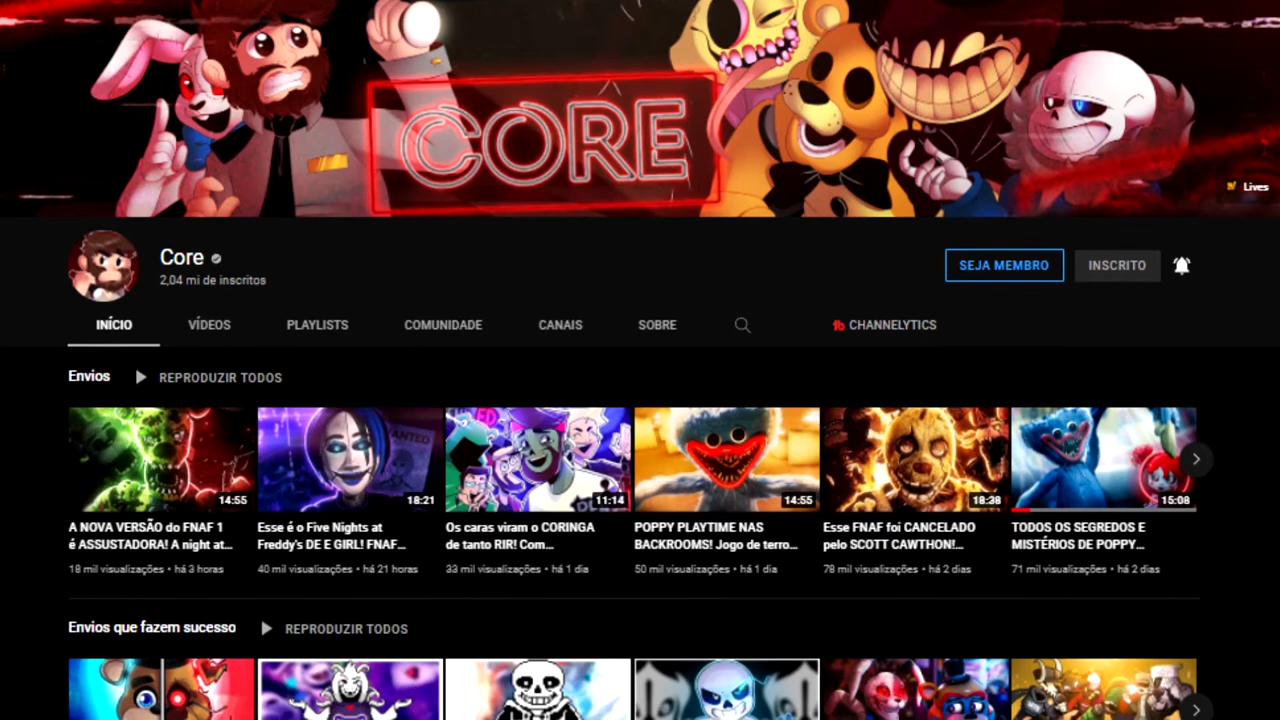 CORE
Lives
Core
2,04 mi de inscritos
SEJA MEMBRO
INSCRITO
INÍCIO
VÍDEOS
PLAYLISTS
COMUNIDADE
CANAIS
SOBRE
CHANNELYTICS
Envios
REPRODUZIR TODOS
WANTED
14:55
18:21
11:14
14:55
18:38
15:08
A NOVA VERSÃO do FNAF 1
é ASSUSTADORA! A night at...
18 mil visualizações • há 3 horas
Esse é o Five Nights at
Freddy's DE E GIRL! FNAF...
40 mil visualizações • há 21 horas
Os caras viram o CORINGA
de tanto RIR! Com...
33 mil visualizações • há 1 dia
POPPY PLAYTIME NAS
BACKROOMS! Jogo de terro...
50 mil visualizações • há 1 dia
Esse FNAF foi CANCELADO
pelo SCOTT CAWTHON!...
78 mil visualizações • há 2 dias
TODOS OS SEGREDOS E
MISTÉRIOS DE POPPY...
71 mil visualizações • há 2 dias
Envios que fazem sucesso
REPRODUZIR TODOS